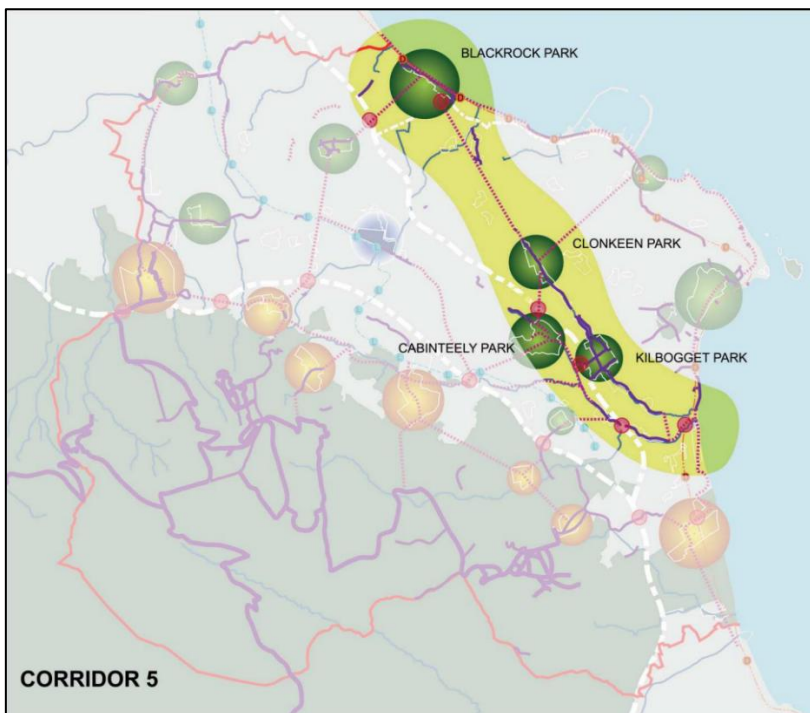 BLACKROCK PARK
CLONKEEN PARK
CABINTEELY PARK
KILBOGGET PARK
CORRIDOR 5